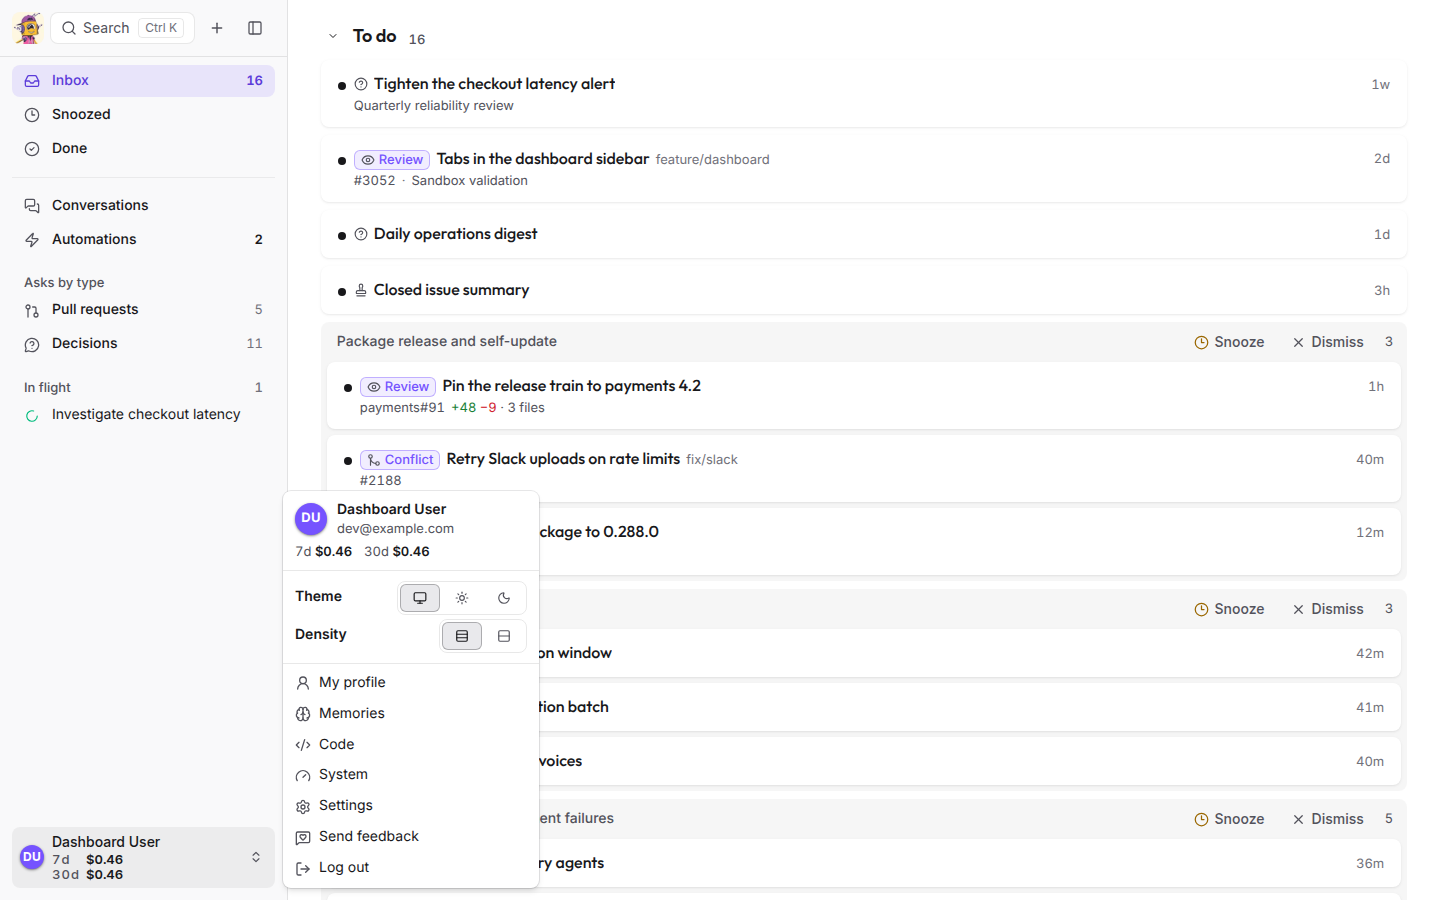 Search Ctrl K
Inbox 16
Snoozed
Done
Conversations
Automations 2
Asks by type
Pull requests 5
Decisions 11
In flight 1
Investigate checkout latency
DU Dashboard User
7d $0.46
30d $0.46
To do 16
Tighten the checkout latency alert 1w
Quarterly reliability review
Review Tabs in the dashboard sidebar feature/dashboard 2d
#3052 · Sandbox validation
Daily operations digest 1d
Closed issue summary 3h
Package release and self-update Snooze Dismiss 3
Review Pin the release train to payments 4.2 1h
payments#91 +48 −9 · 3 files
Conflict Retry Slack uploads on rate limits fix/slack 40m
#2188
ckage to 0.288.0 12m
Snooze Dismiss 3
on window 42m
tion batch 41m
voices 40m
ent failures Snooze Dismiss 5
ry agents 36m
DU Dashboard User
dev@example.com
7d $0.46 30d $0.46
Theme
Density
My profile
Memories
Code
System
Settings
Send feedback
Log out